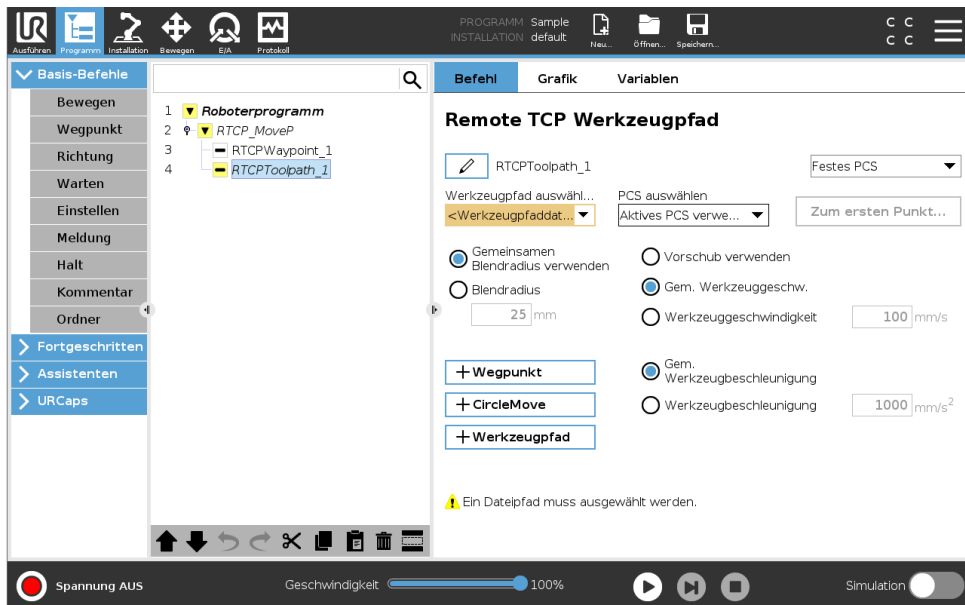 PROGRAMM Sample
INSTALLATION default
C C
C C
Ausführen Programm Installation Bewegen E/A Protokoll Neu... Öffnen... Speichern...
Basis-Befehle
Bewegen
Wegpunkt
Richtung
Warten
Einstellen
Meldung
Halt
Kommentar
Ordner
Fortgeschritten
Assistenten
URCaps
1 Roboterprogramm
2 RTCP_MoveP
3 RTCPWaypoint_1
4 RTCPToolpath_1
Befehl Grafik Variablen
Remote TCP Werkzeugpfad
RTCPToolpath_1 Festes PCS
Werkzeugpfad auswähl... PCS auswählen
<Werkzeugpfaddat... Aktives PCS verwe... Zum ersten Punkt...
Gemeinsamen
Blendradius verwenden
Blendradius
25 mm
Vorschub verwenden
Gem. Werkzeuggeschw.
Werkzeuggeschwindigkeit 100 mm/s
+ Wegpunkt
+ CircleMove
+ Werkzeugpfad
Gem.
Werkzeugbeschleunigung
Werkzeugbeschleunigung 1000 mm/s²
Ein Dateipfad muss ausgewählt werden.
Spannung AUS Geschwindigkeit 100% Simulation